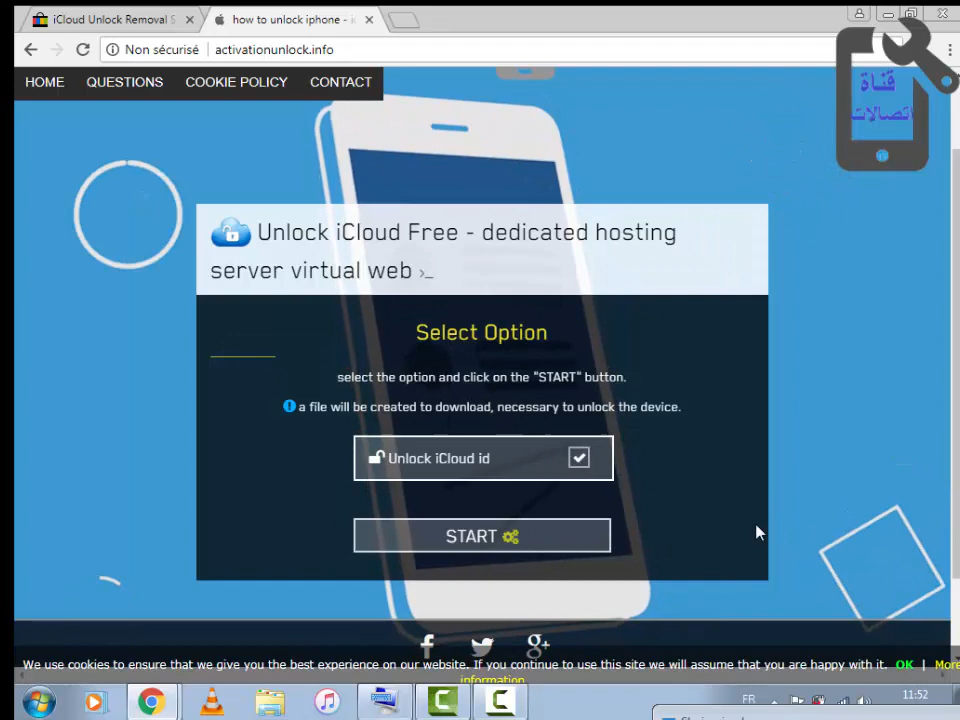 iCloud Unlock Removal S
how to unlock iphone - i
Non sécurisé
activationunlock.info
HOME
QUESTIONS
COOKIE POLICY
CONTACT
قناة
اتصالات
Unlock iCloud Free - dedicated hosting
server virtual web >_
Select Option
select the option and click on the "START" button.
a file will be created to download, necessary to unlock the device.
Unlock iCloud id
START
We use cookies to ensure that we give you the best experience on our website. If you continue to use this site we will assume that you are happy with it. OK | More
information
FR
11:52